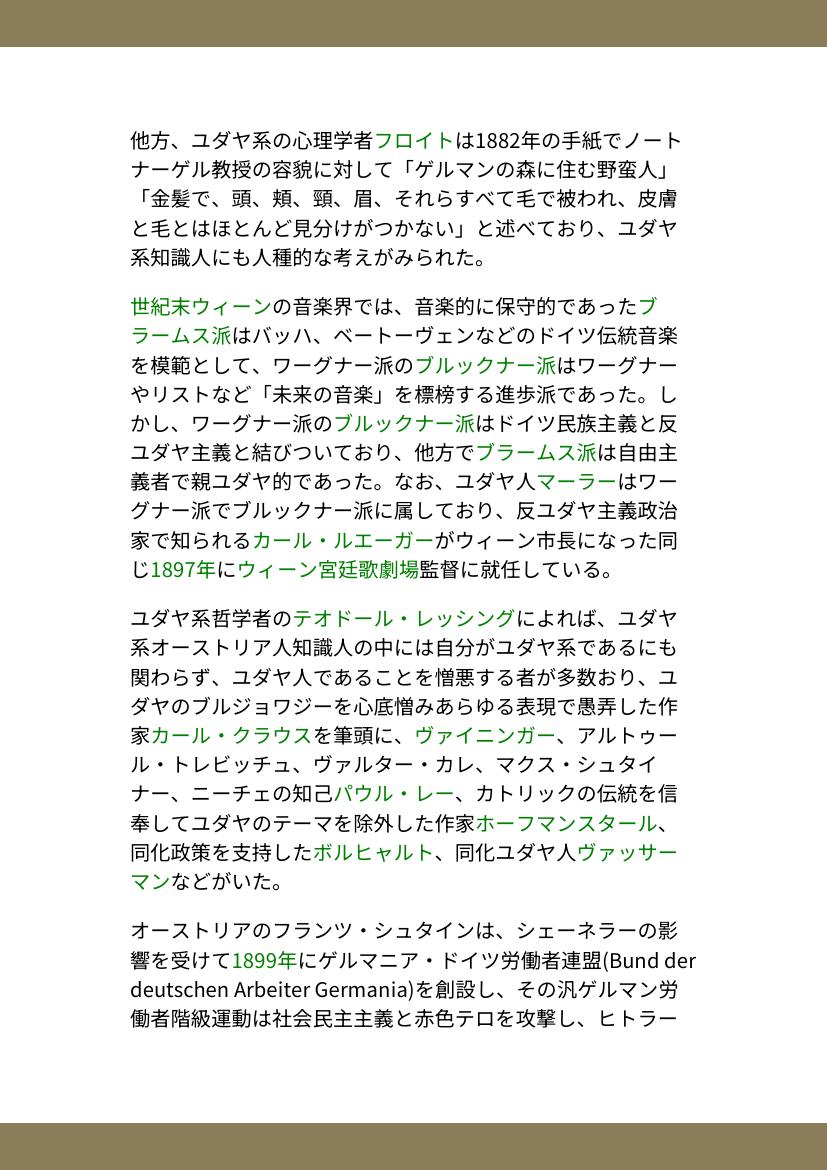 他方、ユダヤ系の心理学者フロイトは1882年の手紙でノート
ナーゲル教授の容貌に対して「ゲルマンの森に住む野蛮人」
「金髪で、頭、頬、頸、眉、それらすべて毛で被われ、皮膚
と毛とはほとんど見分けがつかない」と述べており、ユダヤ
系知識人にも人種的な考えがみられた。
世紀末ウィーンの音楽界では、音楽的に保守的であったブ
ラームス派はバッハ、ベートーヴェンなどのドイツ伝統音楽
を模範として、ワーグナー派のブルックナー派はワーグナー
やリストなど「未来の音楽」を標榜する進歩派であった。し
かし、ワーグナー派のブルックナー派はドイツ民族主義と反
ユダヤ主義と結びついており、他方でブラームス派は自由主
義者で親ユダヤ的であった。なお、ユダヤ人マーラーはワー
グナー派でブルックナー派に属しており、反ユダヤ主義政治
家で知られるカール・ルエーガーがウィーン市長になった同
じ1897年にウィーン宮廷歌劇場監督に就任している。
ユダヤ系哲学者のテオドール・レッシングによれば、ユダヤ
系オーストリア人知識人の中には自分がユダヤ系であるにも
関わらず、ユダヤ人であることを憎悪する者が多数おり、ユ
ダヤのブルジョワジーを心底憎みあらゆる表現で愚弄した作
家カール・クラウスを筆頭に、ヴァイニンガー、アルトゥー
ル・トレビッチュ、ヴァルター・カレ、マクス・シュタイ
ナー、ニーチェの知己パウル・レー、カトリックの伝統を信
奉してユダヤのテーマを除外した作家ホーフマンスタール、
同化政策を支持したボルヒャルト、同化ユダヤ人ヴァッサー
マンなどがいた。
オーストリアのフランツ・シュタインは、シェーネラーの影
響を受けて1899年にゲルマニア・ドイツ労働者連盟(Bund der
deutschen Arbeiter Germania)を創設し、その汎ゲルマン労
働者階級運動は社会民主主義と赤色テロを攻撃し、ヒトラー